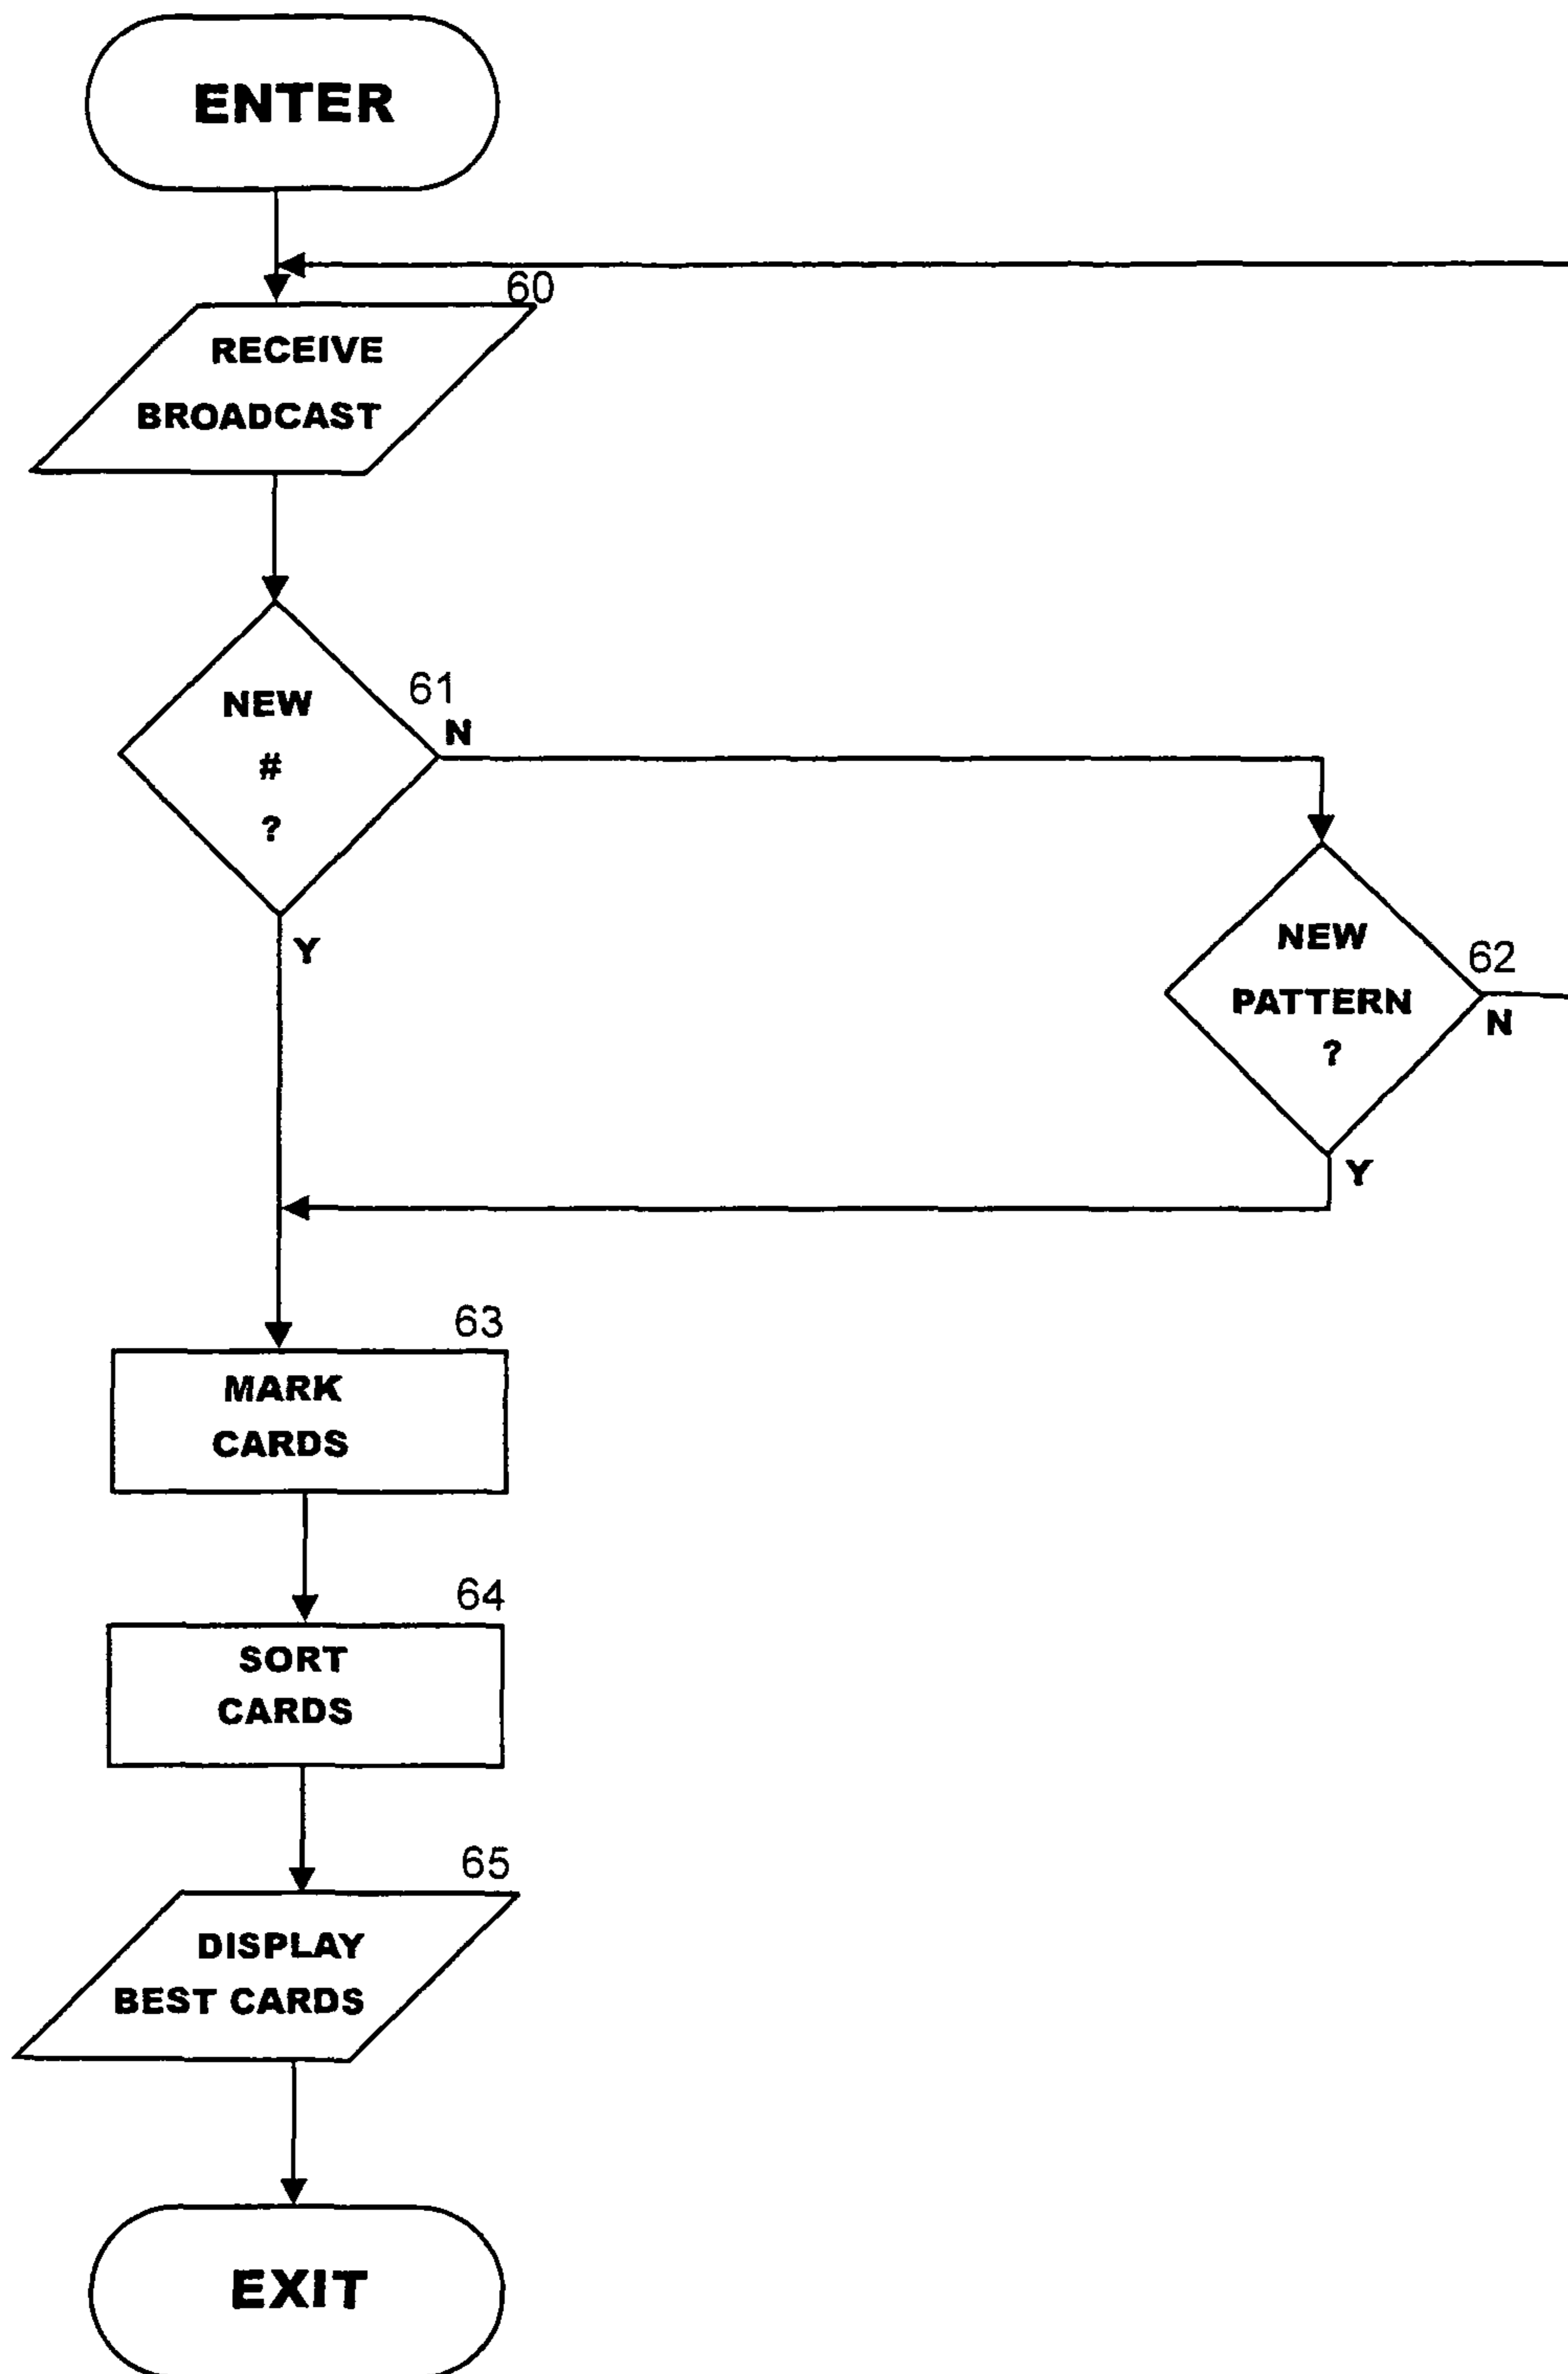 ENTER
60
RECEIVE
BROADCAST
61
NEW
#
?
N
Y
62
NEW
PATTERN
?
N
Y
63
MARK
CARDS
64
SORT
CARDS
65
DISPLAY
BEST CARDS
EXIT